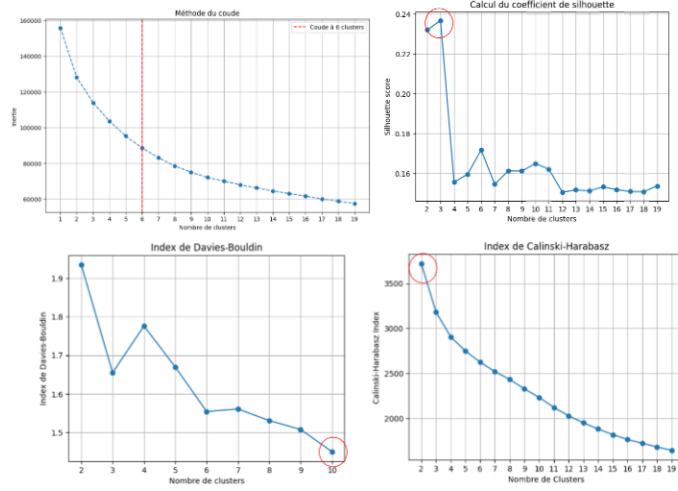 Méthode du coude
160000
140000
120000
100000
80000
60000
Inertie
Coude à 6 clusters
1 2 3 4 5 6 7 8 9 10 11 12 13 14 15 16 17 18 19
Nombre de clusters
Calcul du coefficient de silhouette
0.24
0.22
0.20
0.18
0.16
Silhouette score
2 3 4 5 6 7 8 9 10 11 12 13 14 15 16 17 18 19
Nombre de clusters
Index de Davies-Bouldin
1.9
1.8
1.7
1.6
1.5
Index de Davies-Bouldin
2 3 4 5 6 7 8 9 10
Nombre de clusters
Index de Calinski-Harabasz
3500
3000
2500
2000
Calinski-Harabasz Index
2 3 4 5 6 7 8 9 10 11 12 13 14 15 16 17 18 19
Nombre de Clusters